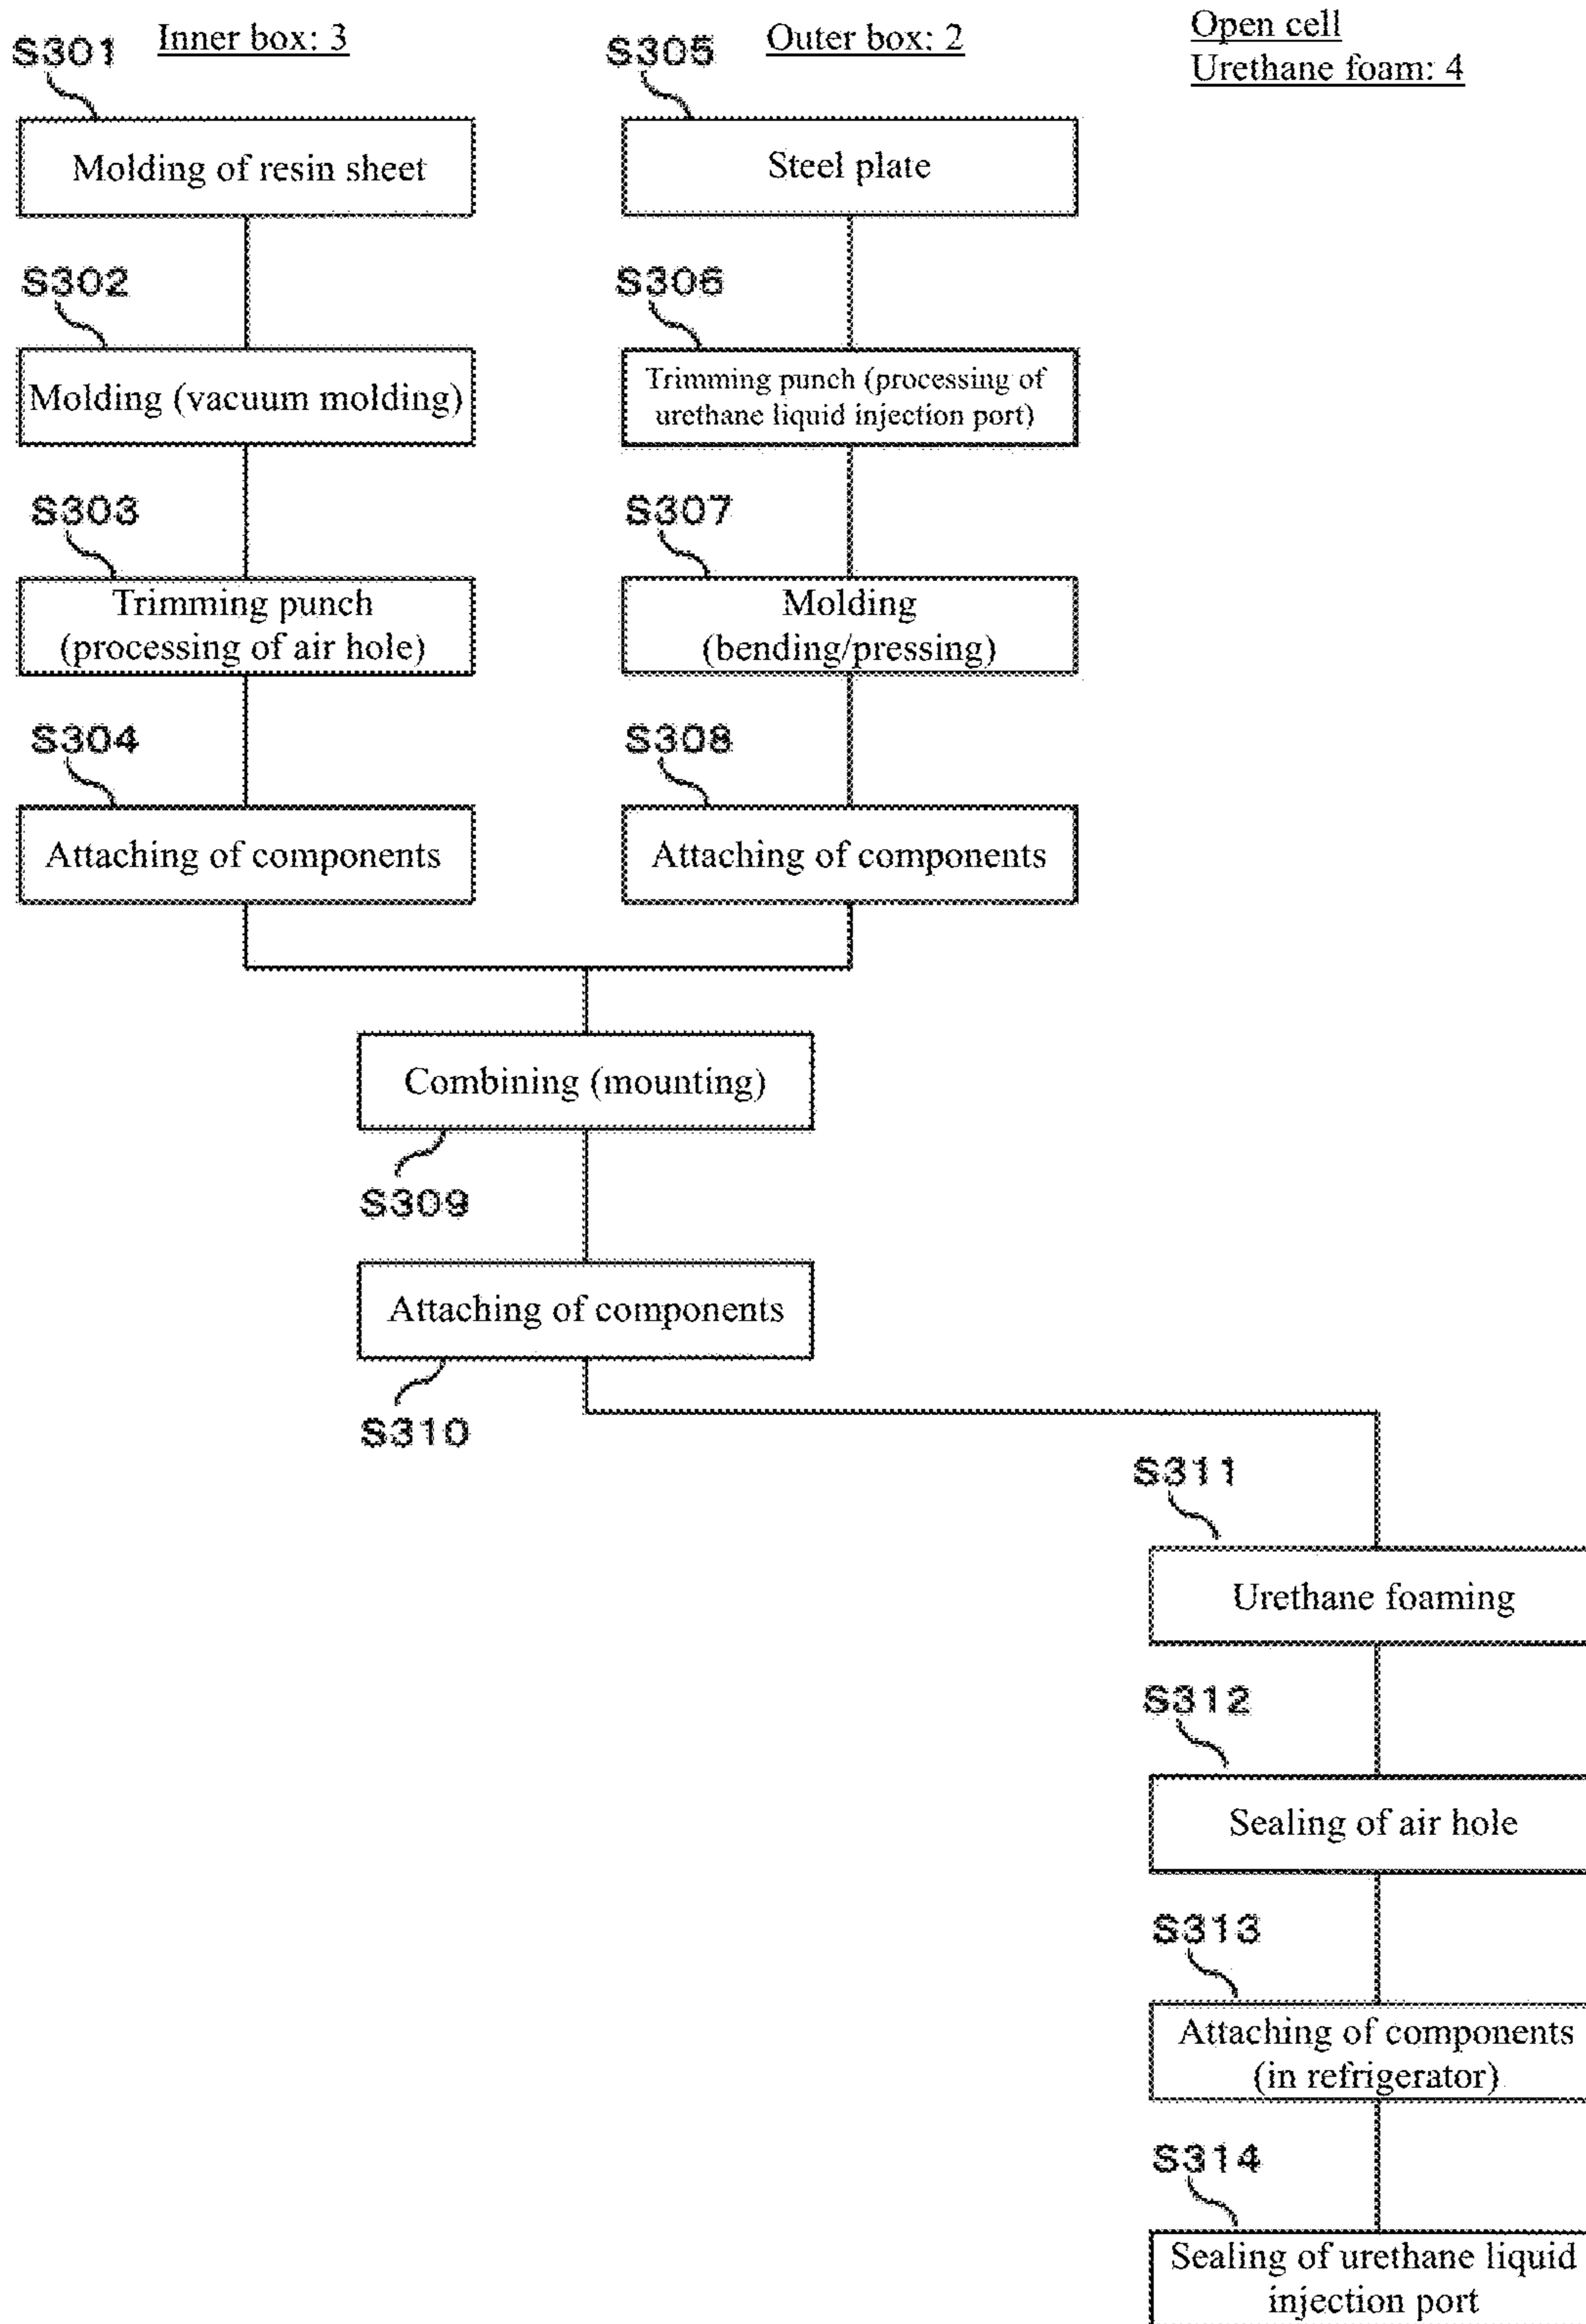 Inner box: 3
Outer box: 2
Open cell
Urethane foam: 4
S301
Molding of resin sheet
S305
Steel plate
S302
Molding (vacuum molding)
S306
Trimming punch (processing of
urethane liquid injection port)
S303
Trimming punch
(processing of air hole)
S307
Molding
(bending/pressing)
S304
Attaching of components
S308
Attaching of components
Combining (mounting)
S309
Attaching of components
S310
S311
Urethane foaming
S312
Sealing of air hole
S313
Attaching of components
(in refrigerator)
S314
Sealing of urethane liquid
injection port